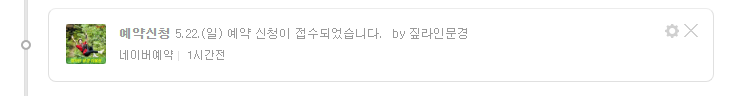 예약신청 5.22.(일) 예약 신청이 접수되었습니다. by 짚라인문경
네이버예약 | 1시간전